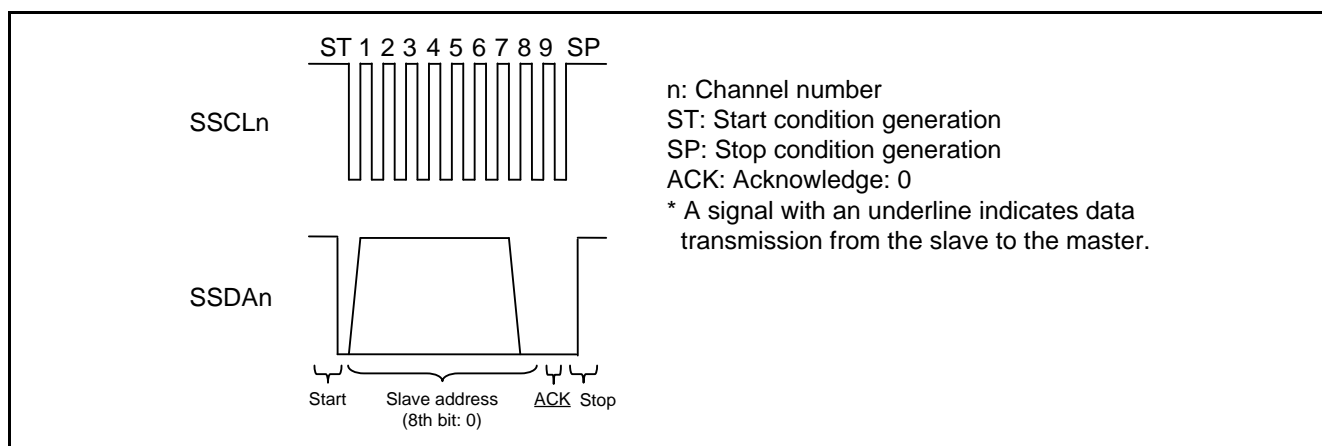 ST 1 2 3 4 5 6 7 8 9 SP
SSCLn
SSDAn
Start
Slave address
(8th bit: 0)
ACK
Stop
n: Channel number
ST: Start condition generation
SP: Stop condition generation
ACK: Acknowledge: 0
* A signal with an underline indicates data
transmission from the slave to the master.